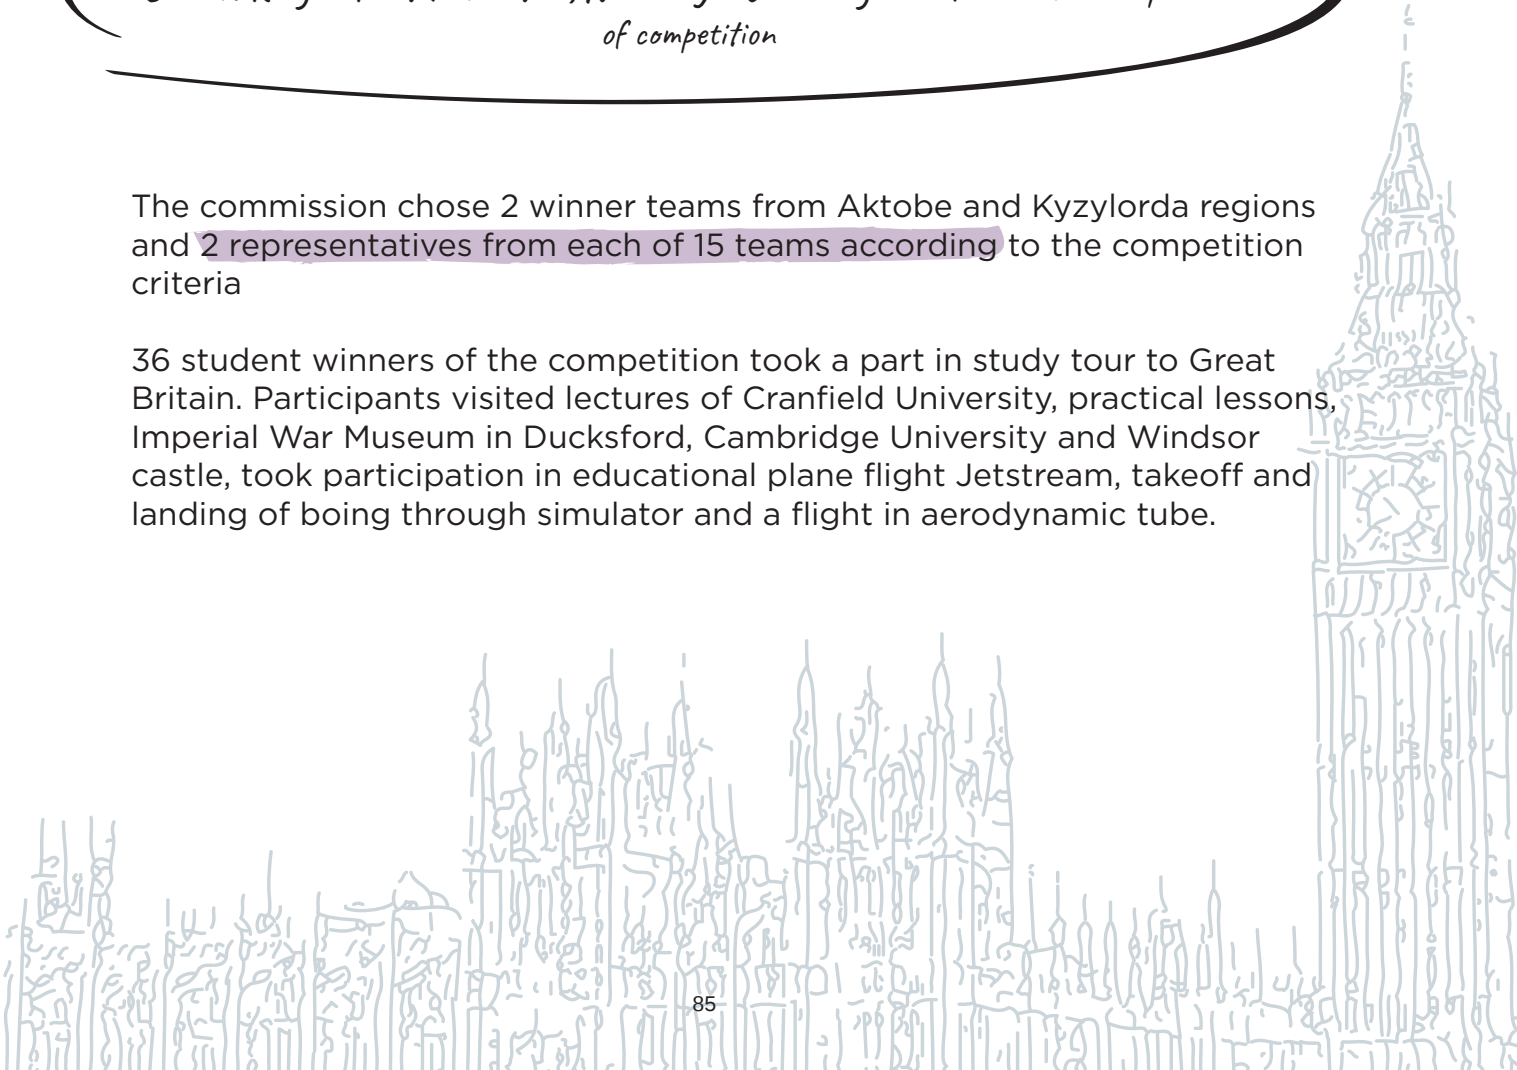 of competition
The commission chose 2 winner teams from Aktobe and Kyzylorda regions
and 2 representatives from each of 15 teams according to the competition
criteria
36 student winners of the competition took a part in study tour to Great
Britain. Participants visited lectures of Cranfield University, practical lessons,
Imperial War Museum in Ducksford, Cambridge University and Windsor
castle, took participation in educational plane flight Jetstream, takeoff and
landing of boing through simulator and a flight in aerodynamic tube.
85